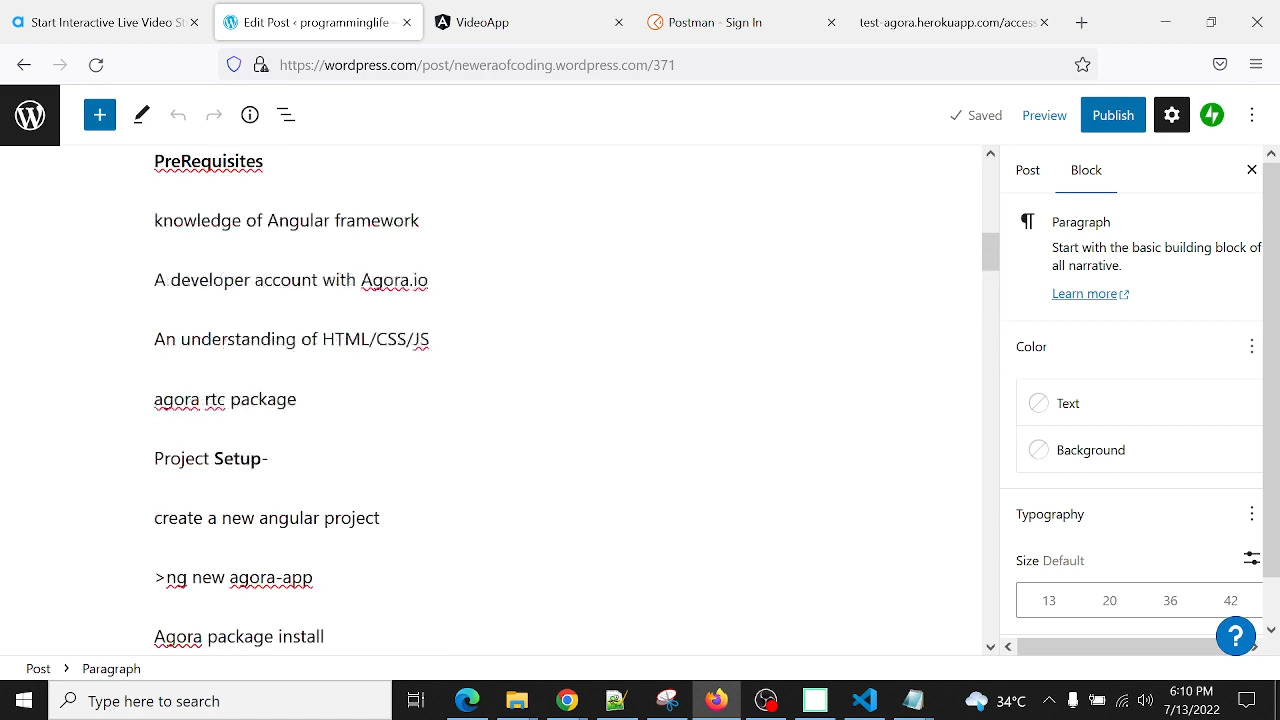 Start Interactive Live Video St
Edit Post ‹ programminglife —
VideoApp
Postman - Sign In
test-agora.herokuapp.com/access
https://wordpress.com/post/neweraofcoding.wordpress.com/371
Saved
Preview
Publish
PreRequisites
knowledge of Angular framework
A developer account with Agora.io
An understanding of HTML/CSS/JS
agora rtc package
Project Setup-
create a new angular project
>ng new agora-app
Agora package install
Post
Block
Paragraph
Start with the basic building block of
all narrative.
Learn more
Color
Text
Background
Typography
Size Default
13 20 36 42
?
Post > Paragraph
Type here to search
34°C
6:10 PM
7/13/2022